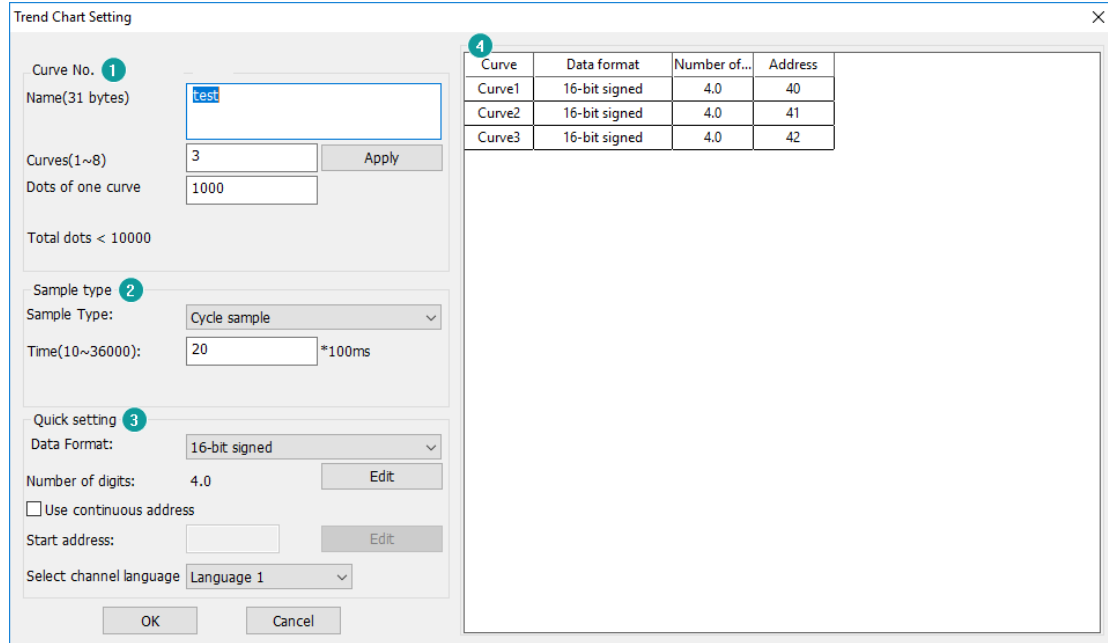 Trend Chart Setting
Curve No. 1
Name(31 bytes) test
Curves(1~8) 3 Apply
Dots of one curve 1000
Total dots < 10000
Sample type 2
Sample Type: Cycle sample
Time(10~36000): 20 *100ms
Quick setting 3
Data Format: 16-bit signed
Number of digits: 4.0 Edit
Use continuous address
Start address: Edit
Select channel language Language 1
OK Cancel
4
Curve Data format Number of... Address
Curve1 16-bit signed 4.0 40
Curve2 16-bit signed 4.0 41
Curve3 16-bit signed 4.0 42